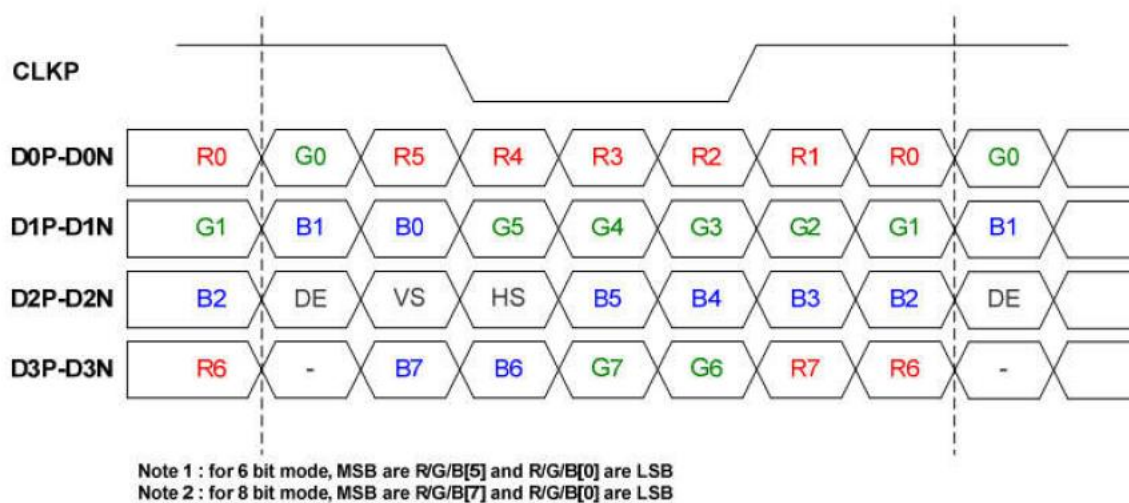 CLKP
D0P-D0N R0 G0 R5 R4 R3 R2 R1 R0 G0
D1P-D1N G1 B1 B0 G5 G4 G3 G2 G1 B1
D2P-D2N B2 DE VS HS B5 B4 B3 B2 DE
D3P-D3N R6 - B7 B6 G7 G6 R7 R6 -
Note 1 : for 6 bit mode, MSB are R/G/B[5] and R/G/B[0] are LSB
Note 2 : for 8 bit mode, MSB are R/G/B[7] and R/G/B[0] are LSB